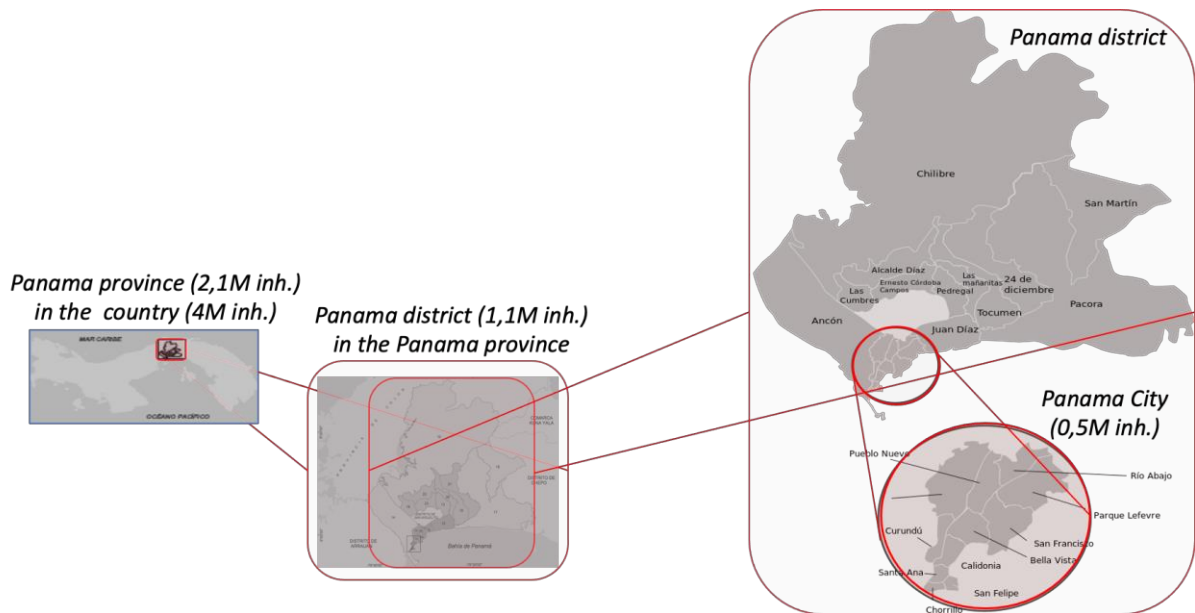 Panama province (2,1M inh.)
in the country (4M inh.)
MAR CARIBE
OCÉANO PACÍFICO
Panama district (1,1M inh.)
in the Panama province
Bahía de Panamá
Panama district
Chilibre
San Martín
Alcalde Díaz
Ernesto Córdoba
Campos
Las
mañaritas
24 de
diciembre
Las
Cumbres
Pedregal
Pacora
Tocumen
Ancón
Juan Díaz
Panama City
(0,5M inh.)
Pueblo Nuevo
Río Abajo
Parque Lefevre
Curundú
San Francisco
Bella Vista
Santa Ana
Calidonia
San Felipe
Chorrillo